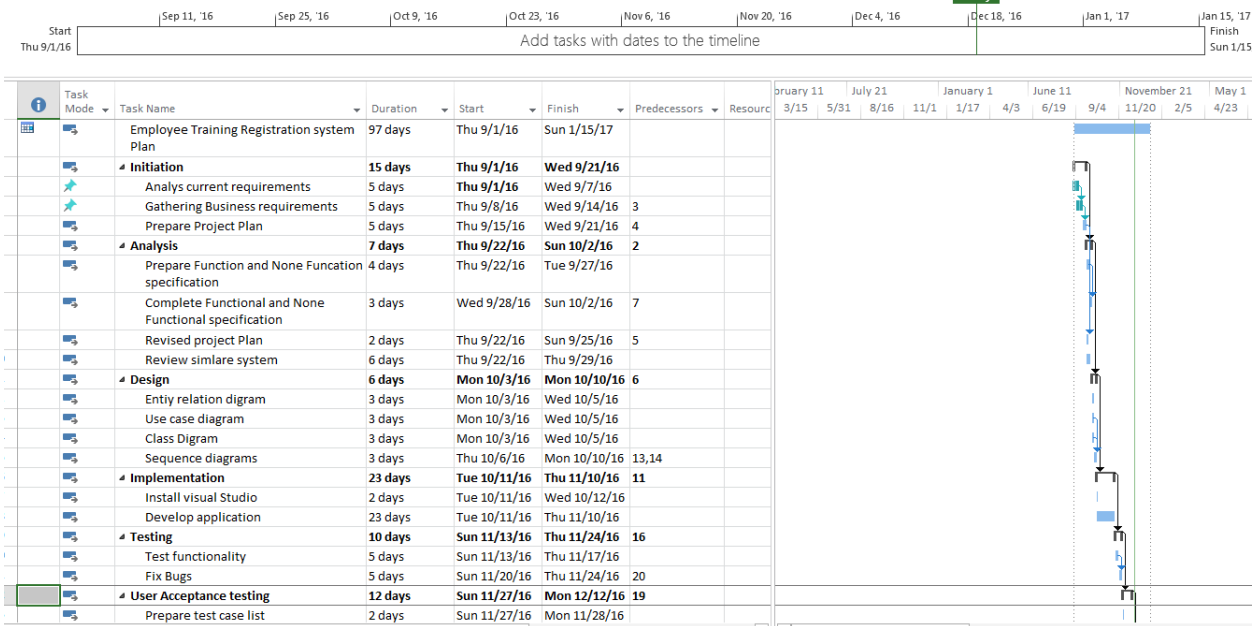 Sep 11, '16 Sep 25, '16 Oct 9, '16 Oct 23, '16 Nov 6, '16 Nov 20, '16 Dec 4, '16 Dec 18, '16 Jan 1, '17 Jan 15, '17
Start Add tasks with dates to the timeline Finish
Thu 9/1/16 Sun 1/15
Task
Mode Task Name Duration Start Finish Predecessors Resourc
bruary 11 July 21 January 1 June 11 November 21 May 1
3/15 5/31 8/16 11/1 1/17 4/3 6/19 9/4 11/20 2/5 4/23
Employee Training Registration system 97 days Thu 9/1/16 Sun 1/15/17
Plan
Initiation 15 days Thu 9/1/16 Wed 9/21/16
Analys current requirements 5 days Thu 9/1/16 Wed 9/7/16
Gathering Business requirements 5 days Thu 9/8/16 Wed 9/14/16 3
Prepare Project Plan 5 days Thu 9/15/16 Wed 9/21/16 4
Analysis 7 days Thu 9/22/16 Sun 10/2/16 2
Prepare Function and None Funcation 4 days Thu 9/22/16 Tue 9/27/16
specification
Complete Functional and None 3 days Wed 9/28/16 Sun 10/2/16 7
Functional specification
Revised project Plan 2 days Thu 9/22/16 Sun 9/25/16 5
Review simlare system 6 days Thu 9/22/16 Thu 9/29/16
Design 6 days Mon 10/3/16 Mon 10/10/16 6
Entiy relation digram 3 days Mon 10/3/16 Wed 10/5/16
Use case diagram 3 days Mon 10/3/16 Wed 10/5/16
Class Digram 3 days Mon 10/3/16 Wed 10/5/16
Sequence diagrams 3 days Thu 10/6/16 Mon 10/10/16 13,14
Implementation 23 days Tue 10/11/16 Thu 11/10/16 11
Install visual Studio 2 days Tue 10/11/16 Wed 10/12/16
Develop application 23 days Tue 10/11/16 Thu 11/10/16
Testing 10 days Sun 11/13/16 Thu 11/24/16 16
Test functionality 5 days Sun 11/13/16 Thu 11/17/16
Fix Bugs 5 days Sun 11/20/16 Thu 11/24/16 20
User Acceptance testing 12 days Sun 11/27/16 Mon 12/12/16 19
Prepare test case list 2 days Sun 11/27/16 Mon 11/28/16